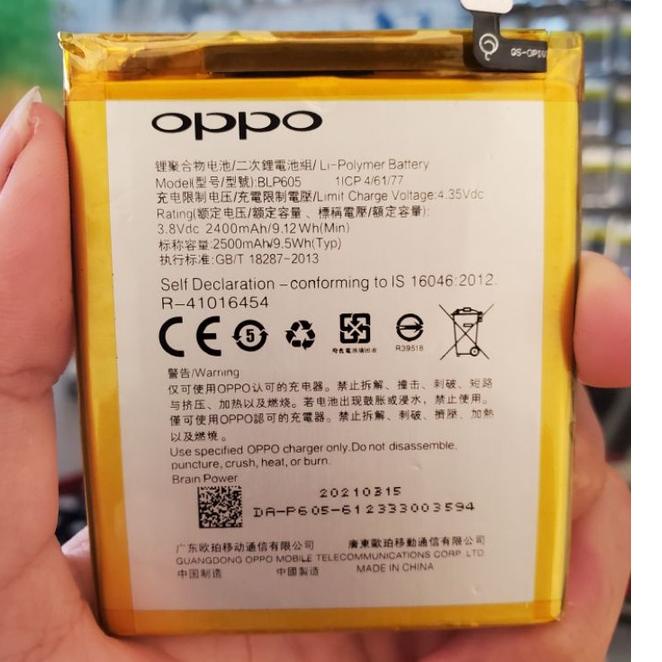 QS-OP160
oppo
锂聚合物电池/二次鋰電池組/ Li-Polymer Battery
Model(型号/型號):BLP605 1ICP 4/61/77
充电限制电压/充電限制電壓/Limit Charge Voltage:4.35Vdc
Rating(额定电压/额定容量、標稱電壓/額定容量):
3.8Vdc 2400mAh/9.12Wh(Min)
标称容量:2500mAh/9.5Wh(Typ)
执行标准:GB/T 18287-2013
Self Declaration – conforming to IS 16046:2012.
R-41016454
CE 5 R39518
警告/Warning
仅可使用OPPO认可的充电器。禁止拆解、撞击、刺破、短路
与挤压、加热以及燃烧。若电池出现鼓胀或浸水，禁止使用。
僅可使用OPPO認可的充電器。禁止拆解、刺破、擠壓、加熱
以及燃燒。
Use specified OPPO charger only.Do not disassemble.
puncture, crush, heat, or burn.
Brain Power
20210315
DA-P605-612333003594
广东欧珀移动通信有限公司 廣東歐珀移動通信有限公司
GUANGDONG OPPO MOBILE TELECOMMUNICATIONS CORP. LTD.
中国制造 中國製造 MADE IN CHINA